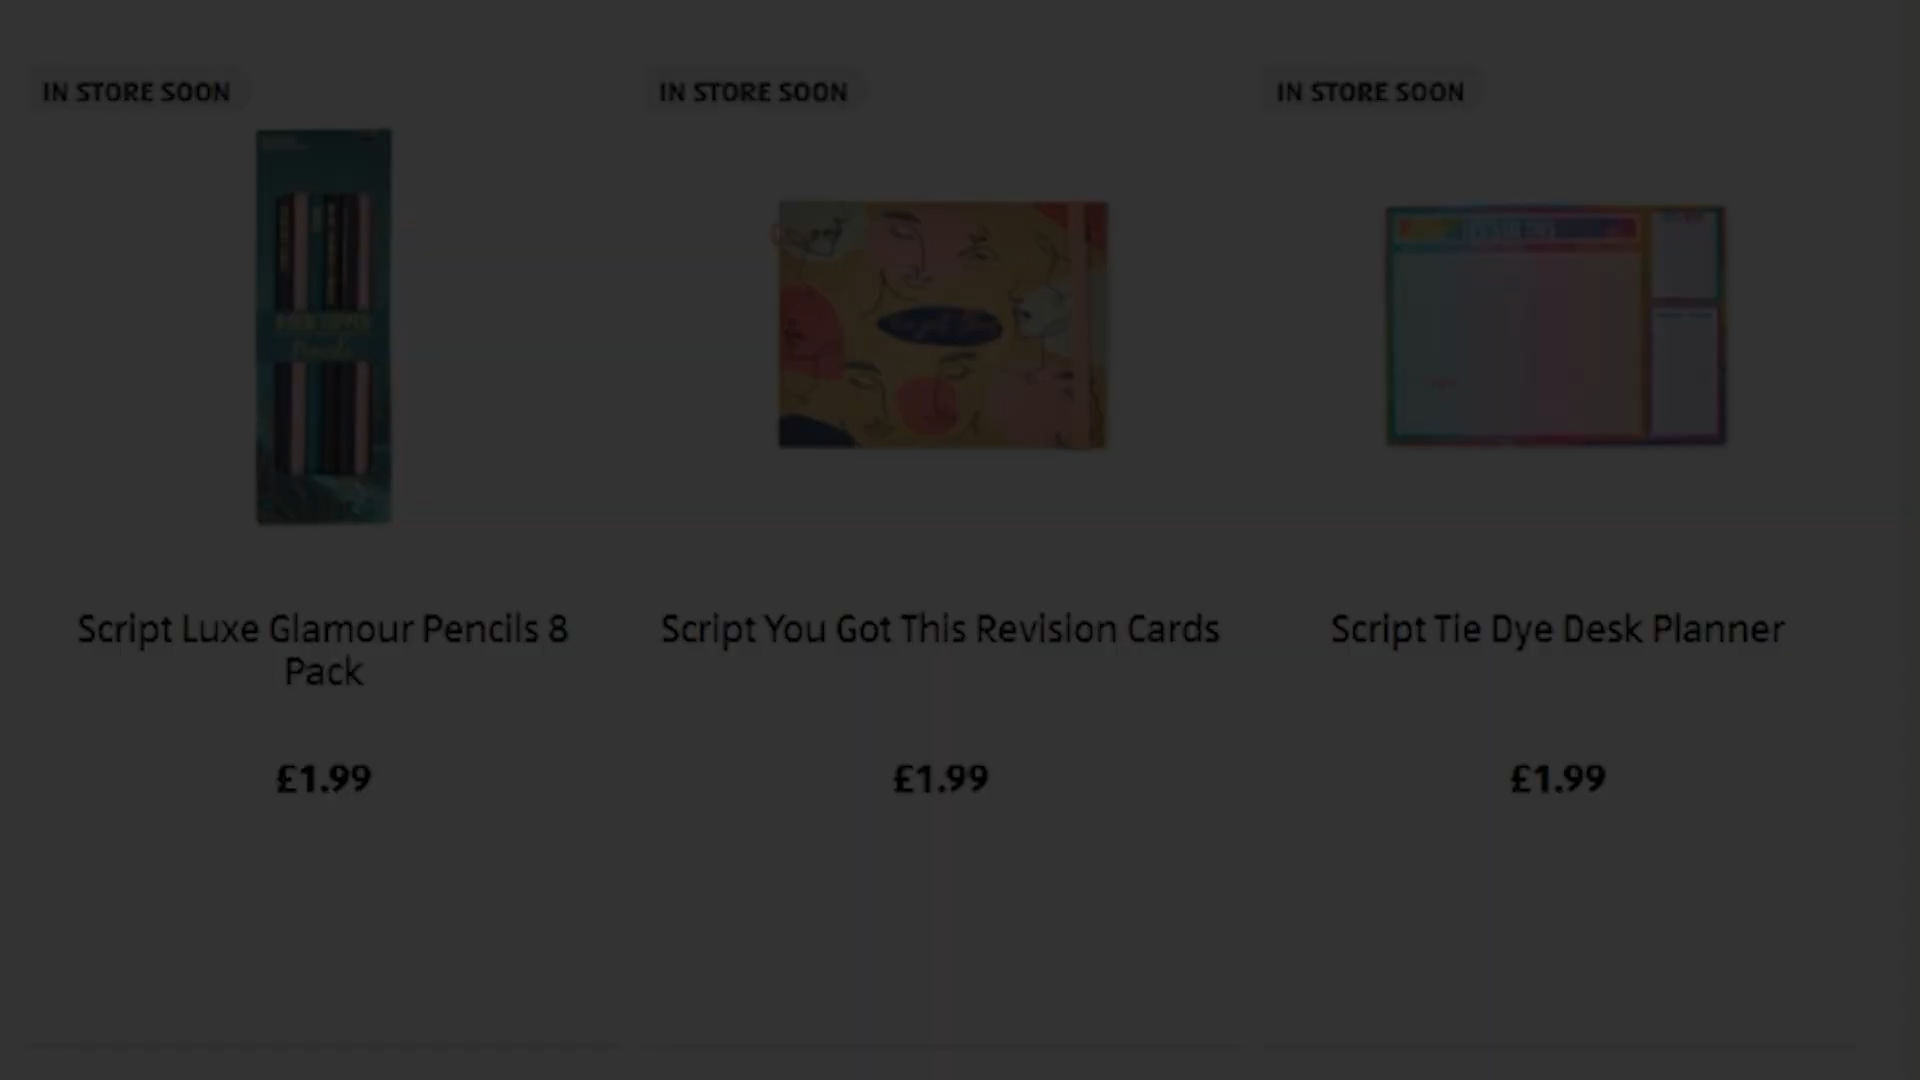 IN STORE SOON
IN STORE SOON
IN STORE SOON
Script Luxe Glamour Pencils 8
Pack
Script You Got This Revision Cards
Script Tie Dye Desk Planner
£1.99
£1.99
£1.99